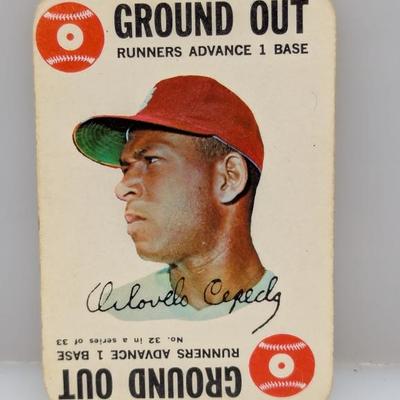 GROUND OUT
RUNNERS ADVANCE 1 BASE
Orlando Cepeda
No. 32 in a series of 33
RUNNERS ADVANCE 1 BASE
GROUND OUT